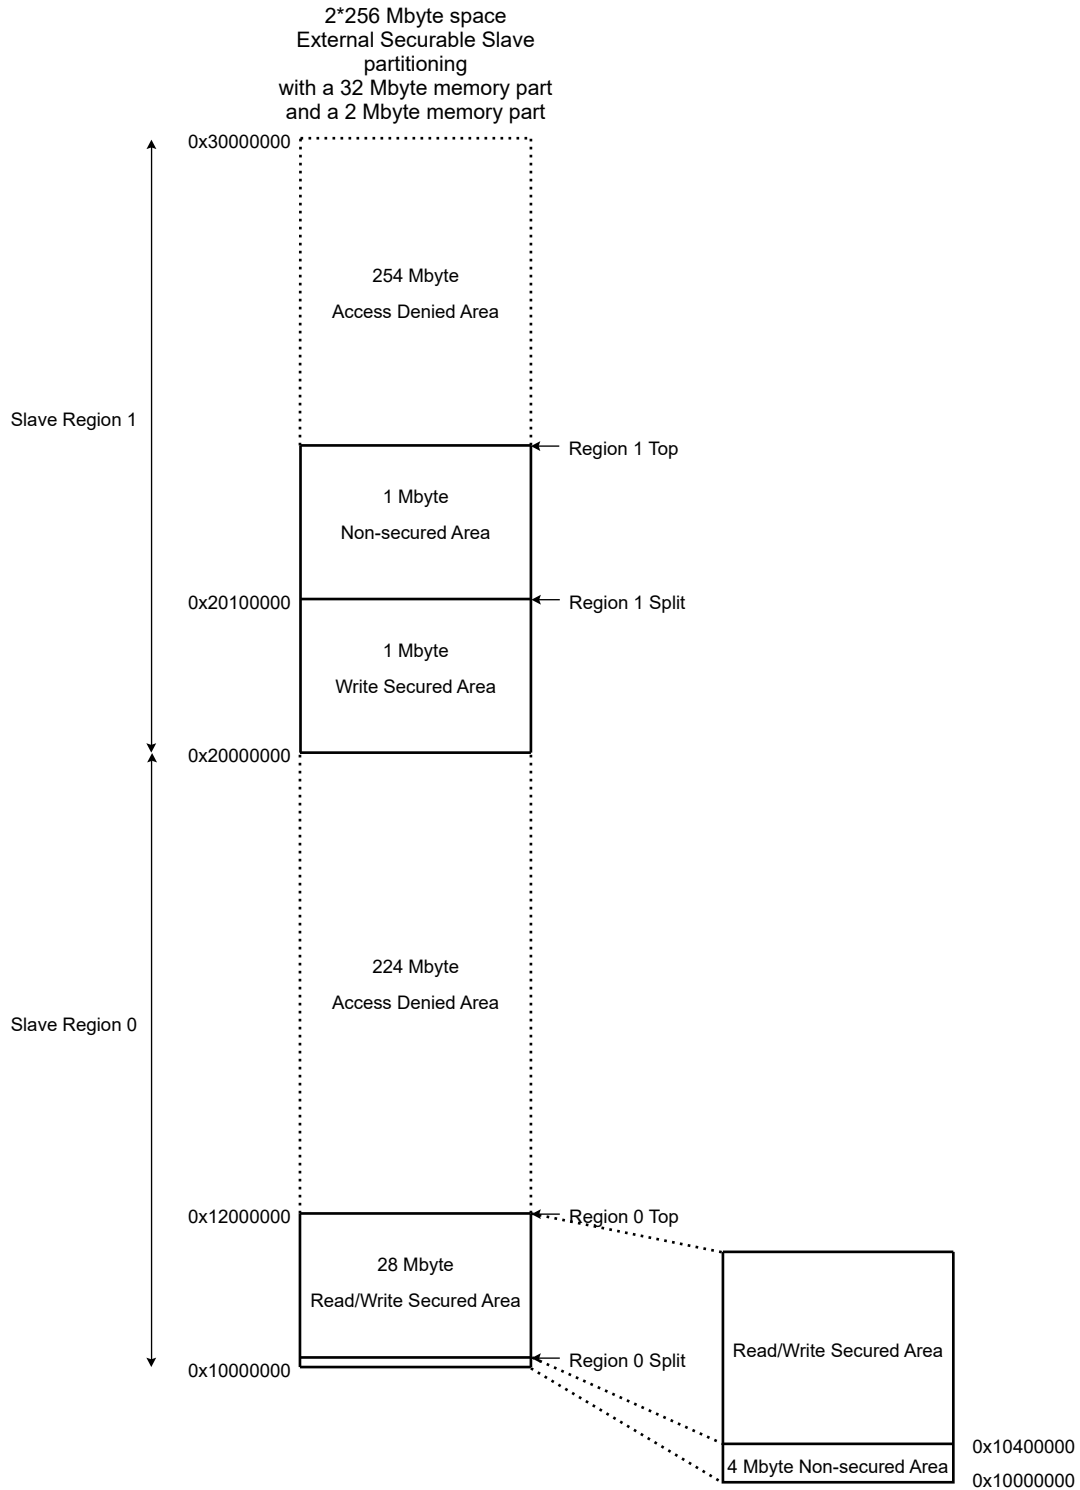 2*256 Mbyte space
External Securable Slave
partitioning
with a 32 Mbyte memory part
and a 2 Mbyte memory part
0x30000000
254 Mbyte
Access Denied Area
Slave Region 1
Region 1 Top
1 Mbyte
Non-secured Area
0x20100000
Region 1 Split
1 Mbyte
Write Secured Area
0x20000000
224 Mbyte
Access Denied Area
Slave Region 0
0x12000000
Region 0 Top
28 Mbyte
Read/Write Secured Area
Region 0 Split
0x10000000
Read/Write Secured Area
0x10400000
4 Mbyte Non-secured Area
0x10000000